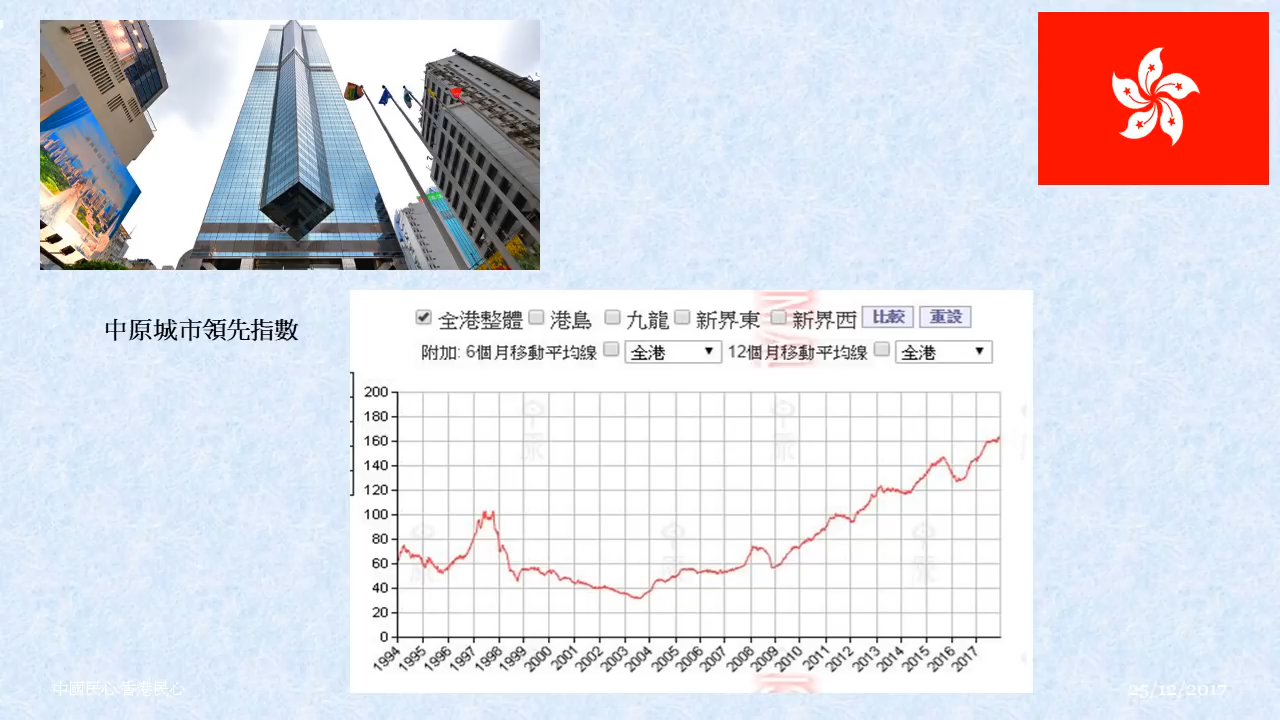 中原城市領先指數
全港整體 港島 九龍 新界東 新界西 比較 重設
附加: 6個月移動平均線 全港 12個月移動平均線 全港
200
180
160
140
120
100
80
60
40
20
0
1994 1995 1996 1997 1998 1999 2000 2001 2002 2003 2004 2005 2006 2007 2008 2009 2010 2011 2012 2013 2014 2015 2016 2017
中原
中原
中國民心.香港民心
25/12/2017